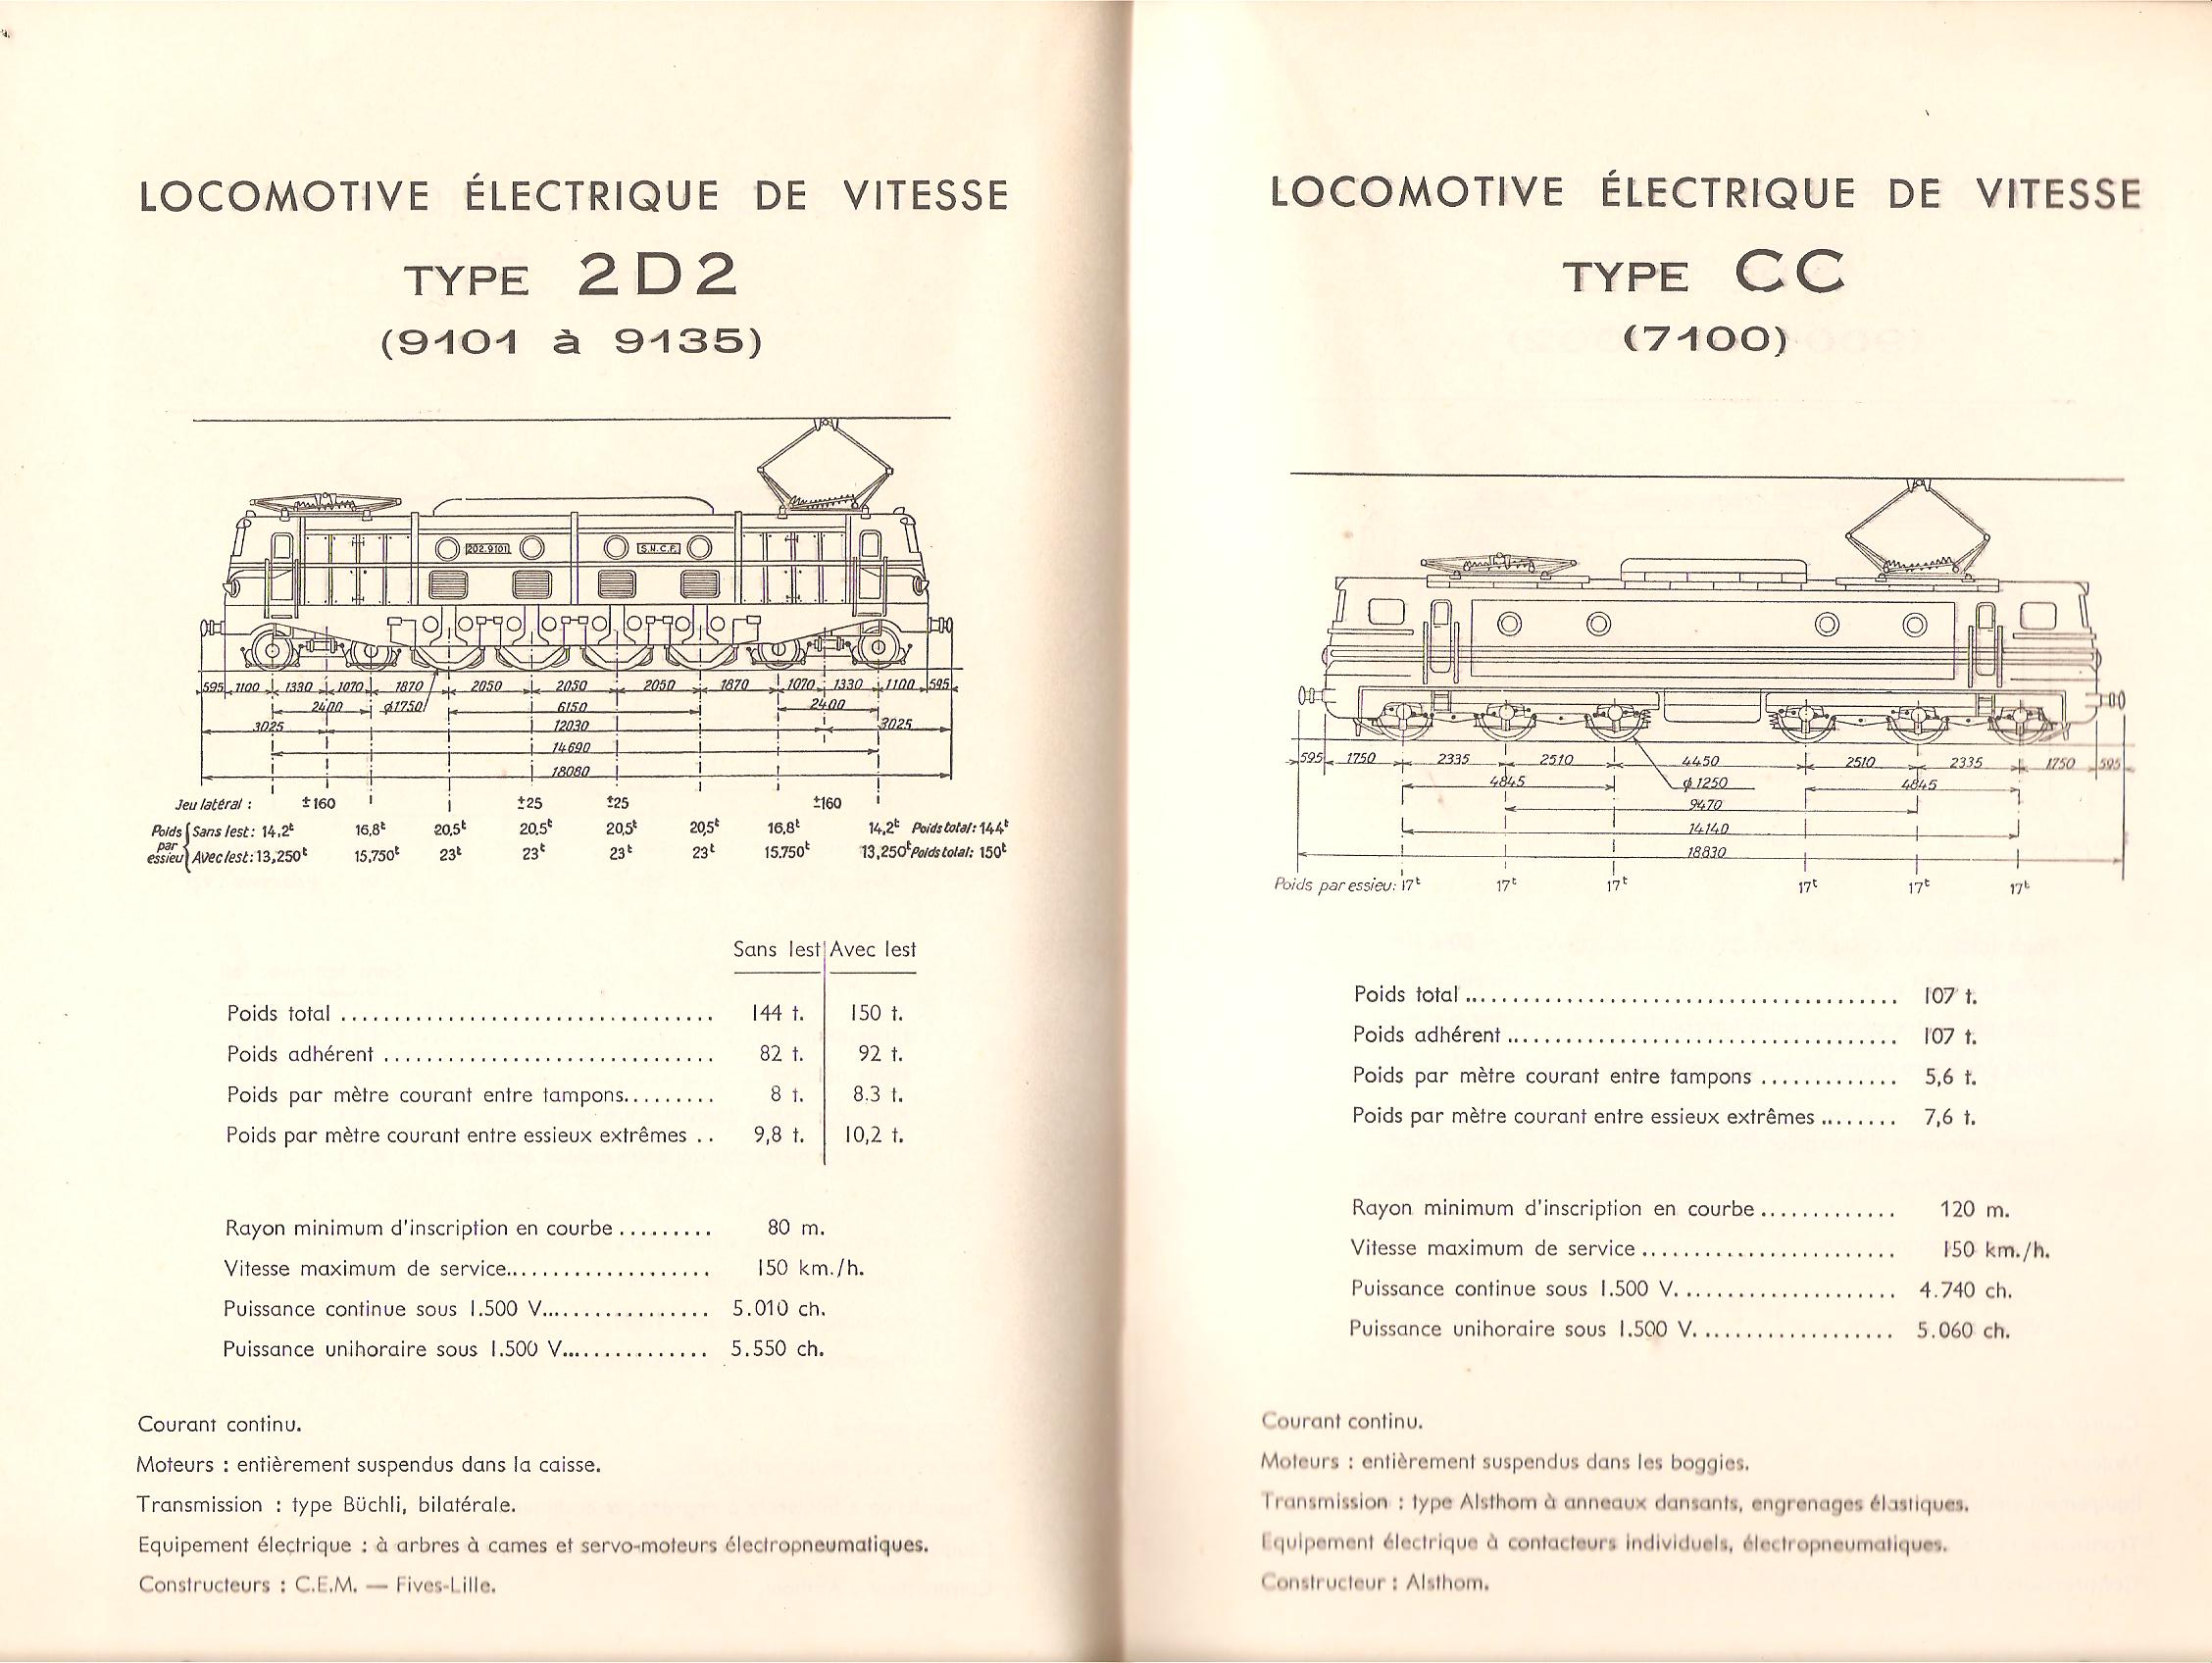 LOCOMOTIVE ÉLECTRIQUE DE VITESSE
TYPE 2D2
(9101 à 9135)
202.9101 S.N.C.F.
595 1100 1330 1070 1870 2050 2050 2050 1870 1070 1330 1100 595
2400 ϕ1750 6150 2400
3025 12030 3025
14690
18080
Jeu latéral : ±160 ±25 ±25 ±160
Poids par essieu
Sans lest: 14,2t 16,8t 20,5t 20,5t 20,5t 20,5t 16,8t 14,2t Poids total: 144t
Avec lest: 13,250t 15,750t 23t 23t 23t 23t 15.750t 13,250t Poids total: 150t
Sans lest Avec lest
Poids total 144 t. 150 t.
Poids adhérent 82 t. 92 t.
Poids par mètre courant entre tampons 8 t. 8.3 t.
Poids par mètre courant entre essieux extrêmes 9,8 t. 10,2 t.
Rayon minimum d'inscription en courbe 80 m.
Vitesse maximum de service 150 km./h.
Puissance continue sous 1.500 V. 5.010 ch.
Puissance unihoraire sous 1.500 V. 5.550 ch.
Courant continu.
Moteurs : entièrement suspendus dans la caisse.
Transmission : type Büchli, bilatérale.
Equipement électrique : à arbres à cames et servo-moteurs électropneumatiques.
Constructeurs : C.E.M. — Fives-Lille.
LOCOMOTIVE ÉLECTRIQUE DE VITESSE
TYPE CC
(7100)
595 1750 2335 2510 4450 2510 2335 1750 595
4845 ϕ1250 4845
9470
14140
18830
Poids par essieu: 17t 17t 17t 17t 17t 17t
Poids total 107 t.
Poids adhérent 107 t.
Poids par mètre courant entre tampons 5,6 t.
Poids par mètre courant entre essieux extrêmes 7,6 t.
Rayon minimum d'inscription en courbe 120 m.
Vitesse maximum de service 150 km./h.
Puissance continue sous 1.500 V. 4.740 ch.
Puissance unihoraire sous 1.500 V. 5.060 ch.
Courant continu.
Moteurs : entièrement suspendus dans les boggies.
Transmission : type Alsthom à anneaux dansants, engrenages élastiques.
Equipement électrique à contacteurs individuels, électropneumatiques.
Constructeur : Alsthom.